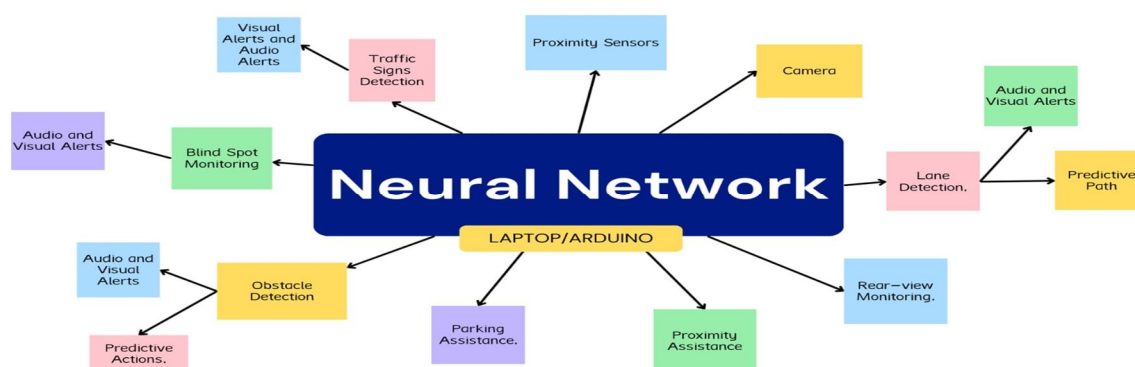 Visual
Alerts and
Audio
Alerts
Traffic
Signs
Detection
Proximity Sensors
Camera
Audio and
Visual Alerts
Audio and
Visual Alerts
Blind Spot
Monitoring
Neural Network
LAPTOP/ARDUINO
Lane
Detection.
Predictive
Path
Audio and
Visual
Alerts
Obstacle
Detection
Predictive
Actions.
Parking
Assistance.
Proximity
Assistance
Rear-view
Monitoring.